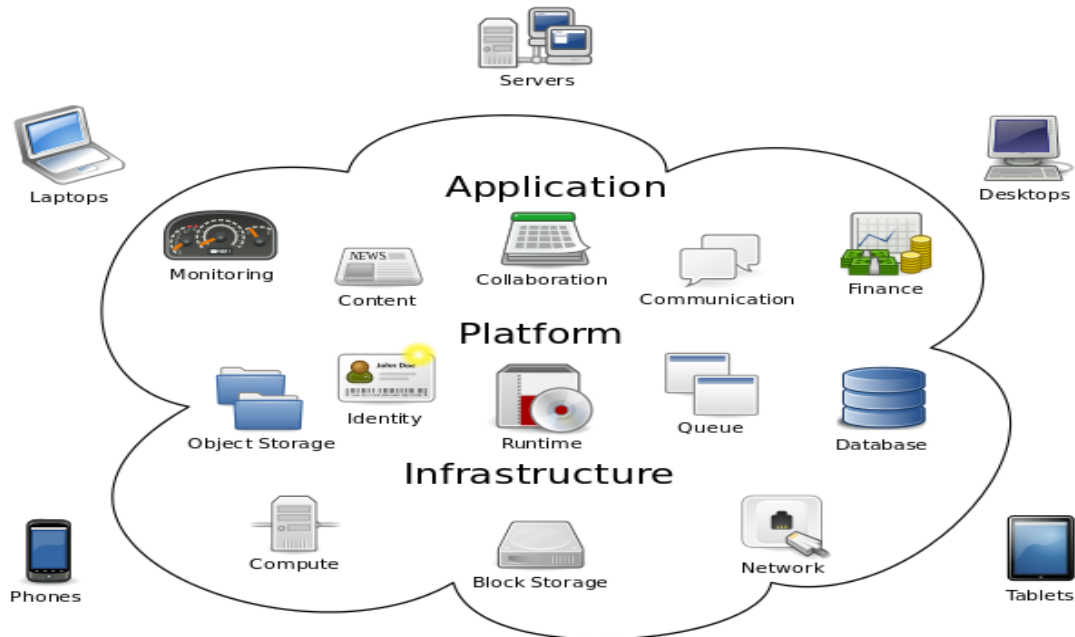 Servers
Laptops
Desktops
Application
Monitoring
NEWS
Content
Collaboration
Communication
Finance
Platform
John Doe
Identity
Object Storage
Runtime
Queue
Database
Infrastructure
Compute
Block Storage
Network
Phones
Tablets